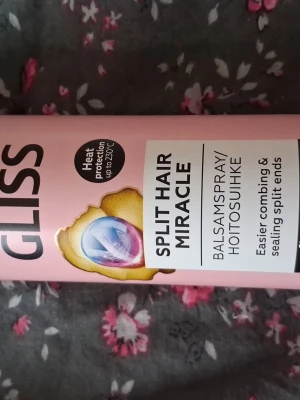 GLISS
Heat
protection
up to 230°C
SPLIT HAIR
MIRACLE
BALSAMSPRAY/
HOITOSUIHKE
Easier combing &
sealing split ends